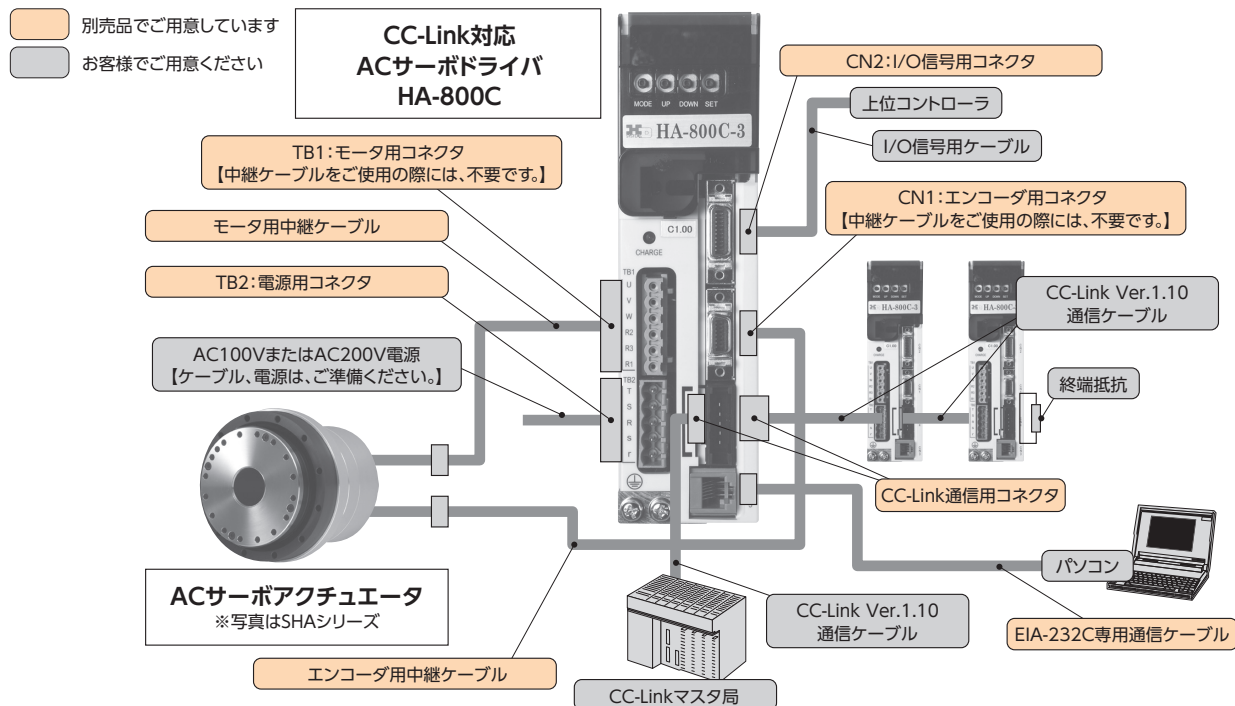 別売品でご用意しています
お客様でご用意ください
CC-Link対応
ACサーボドライバ
HA-800C
TB1：モータ用コネクタ
【中継ケーブルをご使用の際には、不要です。】
モータ用中継ケーブル
TB2：電源用コネクタ
AC100VまたはAC200V電源
【ケーブル、電源は、ご準備ください。】
MODE UP DOWN SET
HA-800C-3
C1.00
CHARGE
TB1
U
V
W
R2
R3
R1
TB2
T
S
R
s
r
CN2：I/O信号用コネクタ
上位コントローラ
I/O信号用ケーブル
CN1：エンコーダ用コネクタ
【中継ケーブルをご使用の際には、不要です。】
HA-800C-3
HA-800C-
CC-Link Ver.1.10
通信ケーブル
終端抵抗
CC-Link通信用コネクタ
パソコン
EIA-232C専用通信ケーブル
ACサーボアクチュエータ
※写真はSHAシリーズ
エンコーダ用中継ケーブル
CC-Link Ver.1.10
通信ケーブル
CC-Linkマスタ局